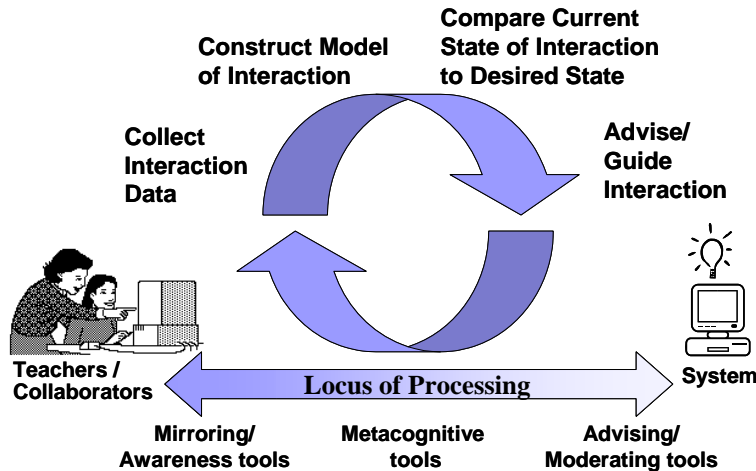 Construct Model
of Interaction
Compare Current
State of Interaction
to Desired State
Collect
Interaction
Data
Advise/
Guide
Interaction
Teachers /
Collaborators
Locus of Processing
System
Mirroring/
Awareness tools
Metacognitive
tools
Advising/
Moderating tools